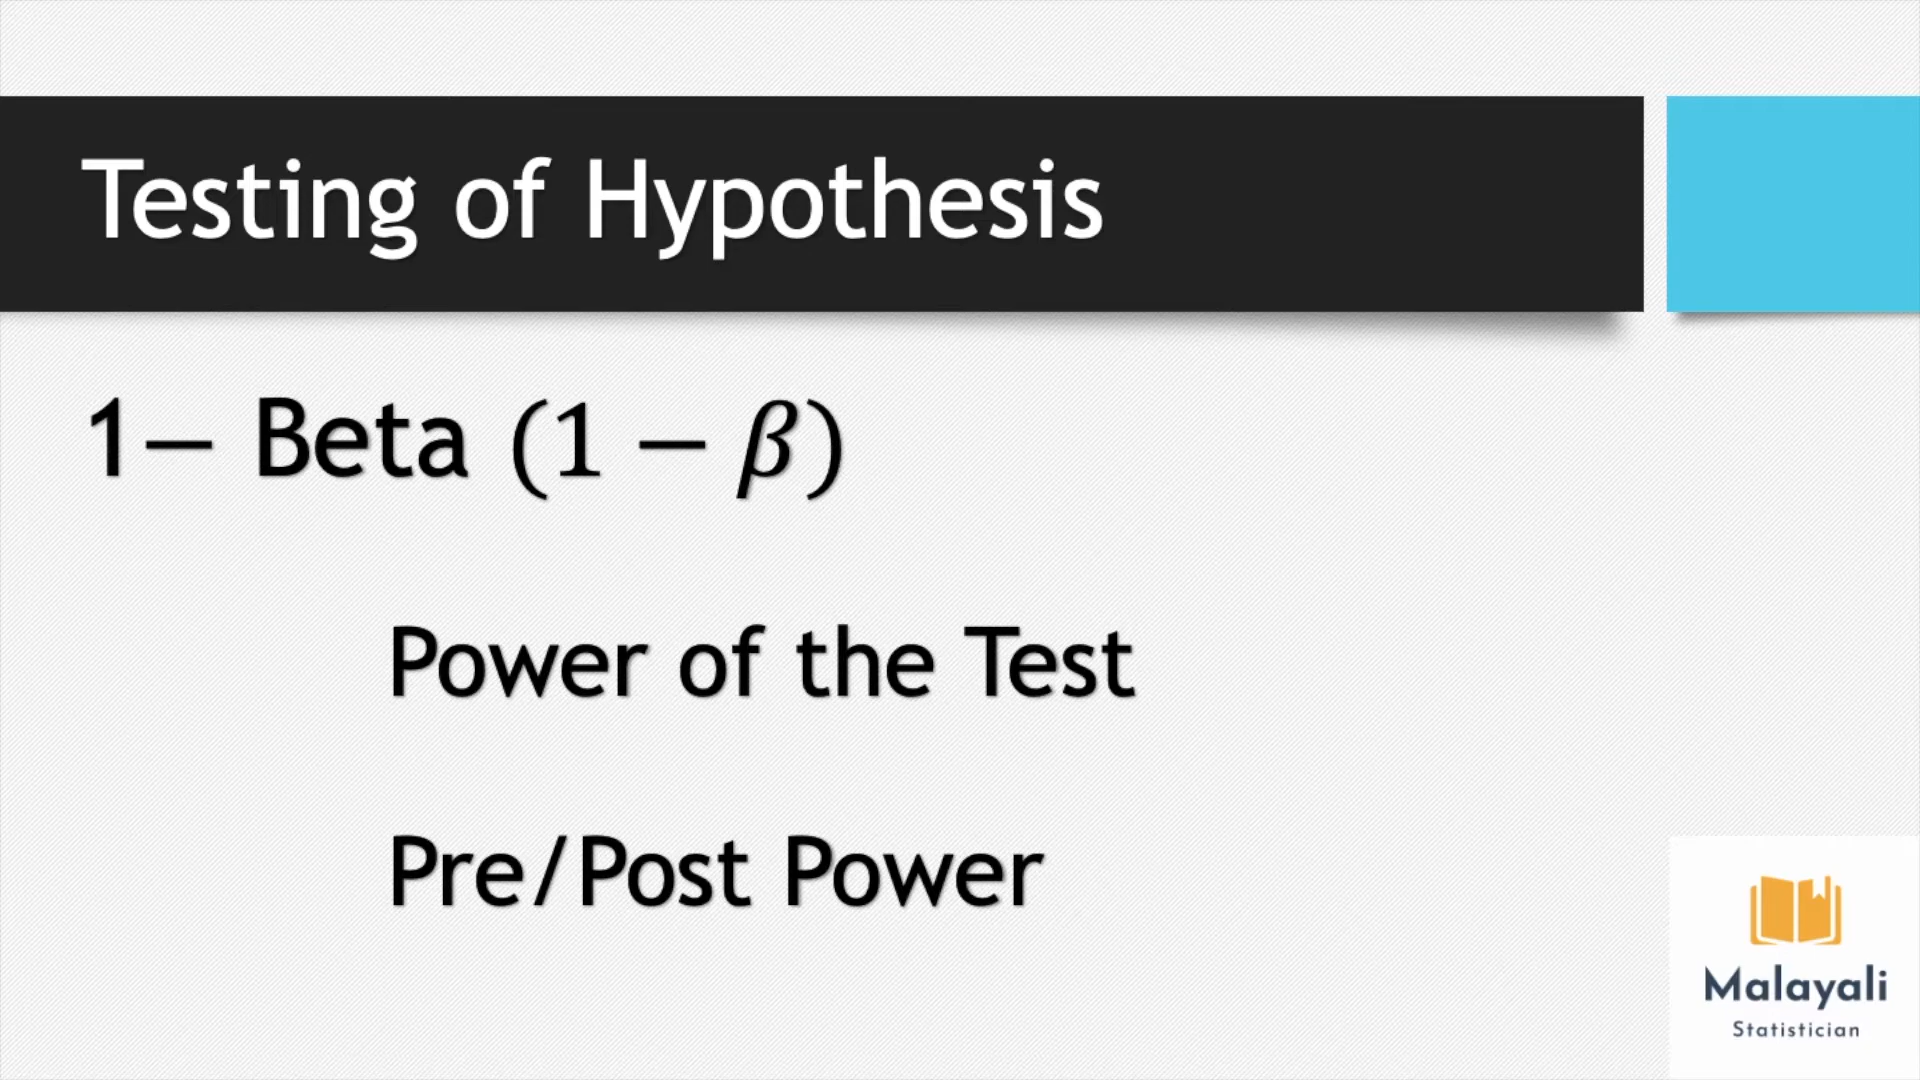 Testing of Hypothesis
1− Beta (1 − β)
Power of the Test
Pre/Post Power
Malayali
Statistician